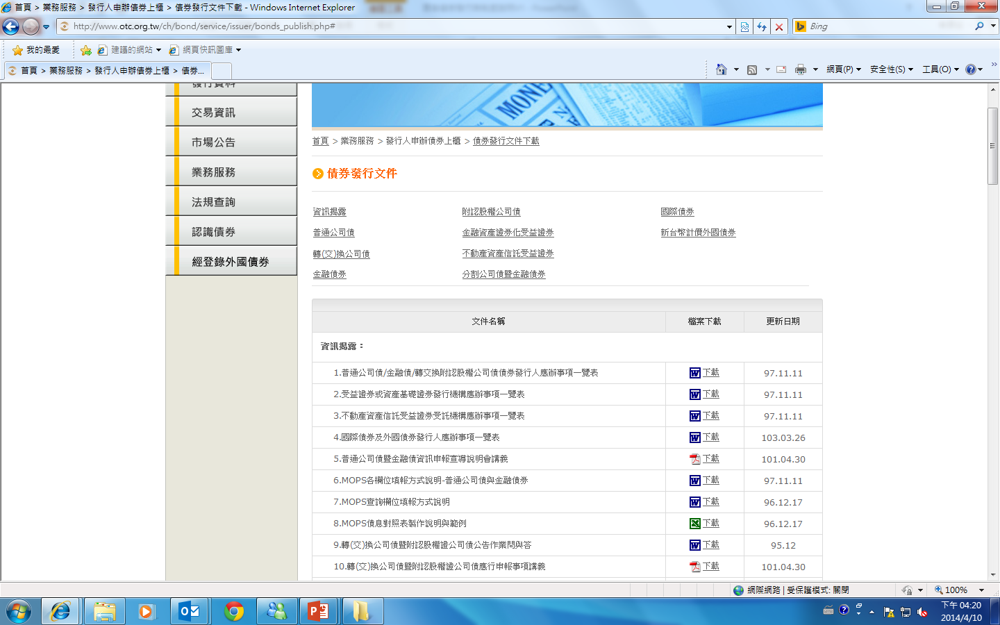 首頁 > 業務服務 > 發行人申辦債券上櫃 > 債券發行文件下載 - Windows Internet Explorer
http://www.otc.org.tw/ch/bond/service/issuer/bonds_publish.php#
Bing
我的最愛
建議的網站
網頁快訊圖庫
首頁 > 業務服務 > 發行人申辦債券上櫃 > 債券...
網頁(P)
安全性(S)
工具(O)
發行資料
交易資訊
市場公告
業務服務
法規查詢
認識債券
經登錄外國債券
MONEY
首頁 > 業務服務 > 發行人申辦債券上櫃 > 債券發行文件下載
債券發行文件
資訊揭露 附認股權公司債 國際債券
普通公司債 金融資產證券化受益證券 新台幣計價外國債券
轉(交)換公司債 不動產資產信託受益證券
金融債券 分割公司債暨金融債券
文件名稱 檔案下載 更新日期
資訊揭露：
1.普通公司債/金融債/轉交換附認股權公司債債券發行人應辦事項一覽表 下載 97.11.11
2.受益證券或資產基礎證券發行機構應辦事項一覽表 下載 97.11.11
3.不動產資產信託受益證券受託機構應辦事項一覽表 下載 97.11.11
4.國際債券及外國債券發行人應辦事項一覽表 下載 103.03.26
5.普通公司債暨金融債資訊申報宣導說明會講義 下載 101.04.30
6.MOPS各欄位填報方式說明-普通公司債與金融債券 下載 97.11.11
7.MOPS查詢欄位填報方式說明 下載 96.12.17
8.MOPS債息對照表製作說明與範例 下載 96.12.17
9.轉(交)換公司債暨附認股權證公司債公告作業問與答 下載 95.12
10.轉(交)換公司債暨附認股權證公司債應行申報事項講義 下載 101.04.30
網際網路 | 受保護模式: 關閉
100%
下午 04:20
2014/4/10